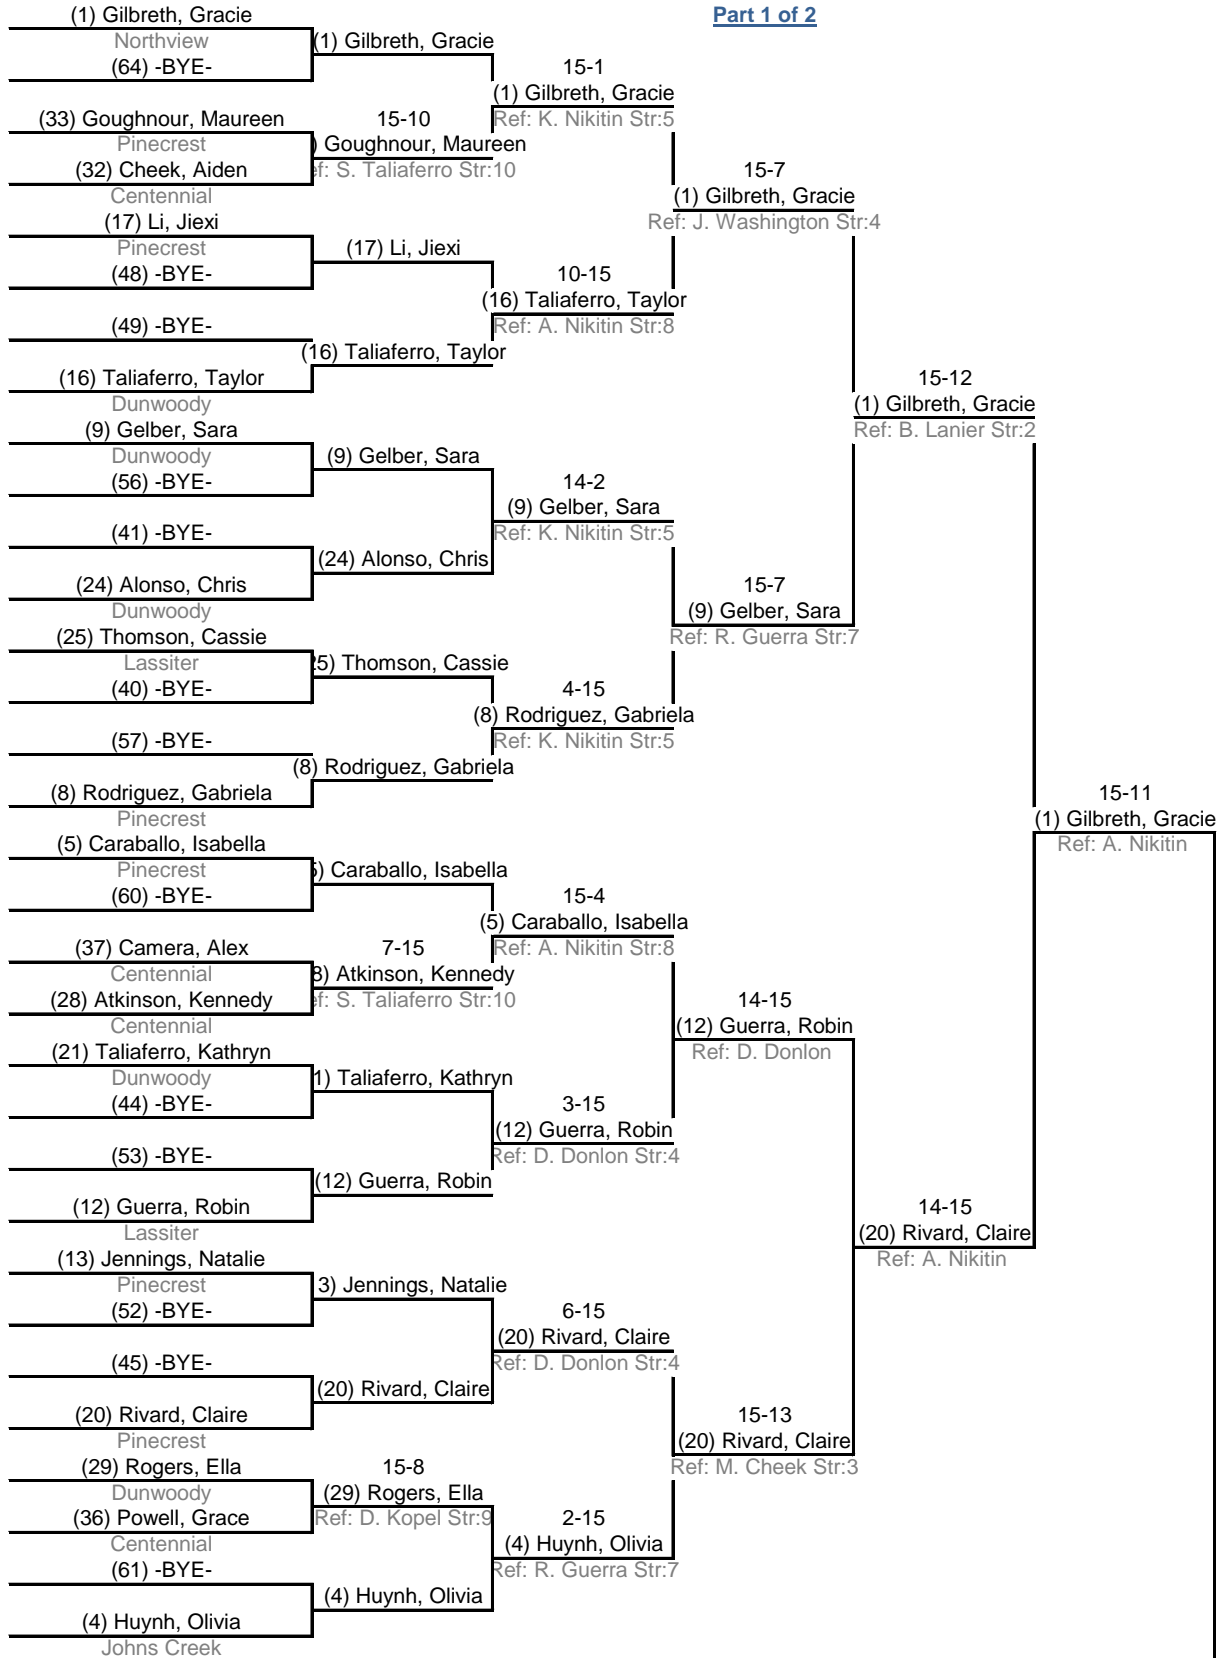 Part 1 of 2
(1) Gilbreth, Gracie
Northview
(64) -BYE-
(33) Goughnour, Maureen
Pinecrest
(32) Cheek, Aiden
Centennial
(17) Li, Jiexi
Pinecrest
(48) -BYE-
(49) -BYE-
(16) Taliaferro, Taylor
Dunwoody
(9) Gelber, Sara
Dunwoody
(56) -BYE-
(41) -BYE-
(24) Alonso, Chris
Dunwoody
(25) Thomson, Cassie
Lassiter
(40) -BYE-
(57) -BYE-
(8) Rodriguez, Gabriela
Pinecrest
(5) Caraballo, Isabella
Pinecrest
(60) -BYE-
(37) Camera, Alex
Centennial
(28) Atkinson, Kennedy
Centennial
(21) Taliaferro, Kathryn
Dunwoody
(44) -BYE-
(53) -BYE-
(12) Guerra, Robin
Lassiter
(13) Jennings, Natalie
Pinecrest
(52) -BYE-
(45) -BYE-
(20) Rivard, Claire
Pinecrest
(29) Rogers, Ella
Dunwoody
(36) Powell, Grace
Centennial
(61) -BYE-
(4) Huynh, Olivia
Johns Creek
(1) Gilbreth, Gracie
15-10
) Goughnour, Maureen
ef: S. Taliaferro Str:10
(17) Li, Jiexi
(16) Taliaferro, Taylor
(9) Gelber, Sara
(24) Alonso, Chris
25) Thomson, Cassie
(8) Rodriguez, Gabriela
5) Caraballo, Isabella
7-15
8) Atkinson, Kennedy
ef: S. Taliaferro Str:10
1) Taliaferro, Kathryn
(12) Guerra, Robin
3) Jennings, Natalie
(20) Rivard, Claire
15-8
(29) Rogers, Ella
Ref: D. Kopel Str:9
(4) Huynh, Olivia
15-1
(1) Gilbreth, Gracie
Ref: K. Nikitin Str:5
10-15
(16) Taliaferro, Taylor
Ref: A. Nikitin Str:8
14-2
(9) Gelber, Sara
Ref: K. Nikitin Str:5
4-15
(8) Rodriguez, Gabriela
Ref: K. Nikitin Str:5
15-4
(5) Caraballo, Isabella
Ref: A. Nikitin Str:8
3-15
(12) Guerra, Robin
Ref: D. Donlon Str:4
6-15
(20) Rivard, Claire
Ref: D. Donlon Str:4
2-15
(4) Huynh, Olivia
Ref: R. Guerra Str:7
15-7
(1) Gilbreth, Gracie
Ref: J. Washington Str:4
15-7
(9) Gelber, Sara
Ref: R. Guerra Str:7
14-15
(12) Guerra, Robin
Ref: D. Donlon
15-13
(20) Rivard, Claire
Ref: M. Cheek Str:3
15-12
(1) Gilbreth, Gracie
Ref: B. Lanier Str:2
14-15
(20) Rivard, Claire
Ref: A. Nikitin
15-11
(1) Gilbreth, Gracie
Ref: A. Nikitin